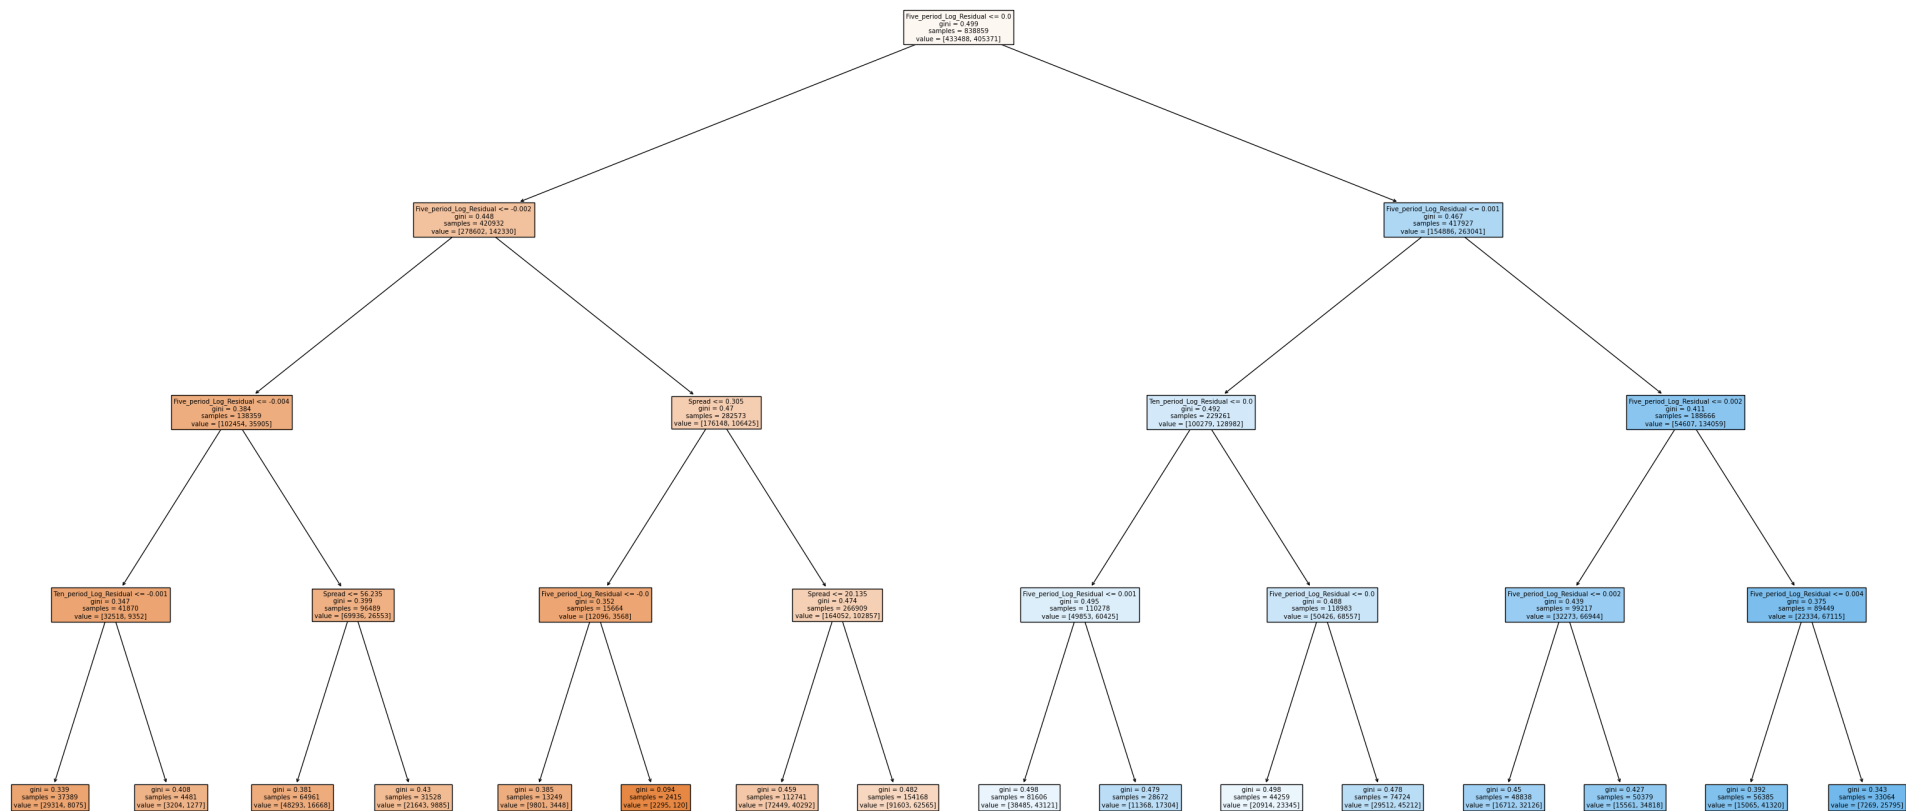 Five_period_Log_Residual <= 0.0
gini = 0.499
samples = 838859
value = [433488, 405371]
Five_period_Log_Residual <= -0.002
gini = 0.448
samples = 420932
value = [278602, 142330]
Five_period_Log_Residual <= 0.001
gini = 0.467
samples = 417927
value = [154886, 263041]
Five_period_Log_Residual <= -0.004
gini = 0.384
samples = 138359
value = [102454, 35905]
Spread <= 0.305
gini = 0.47
samples = 282573
value = [176148, 106425]
Ten_period_Log_Residual <= 0.0
gini = 0.492
samples = 229261
value = [100279, 128982]
Five_period_Log_Residual <= 0.002
gini = 0.411
samples = 188666
value = [54607, 134059]
Ten_period_Log_Residual <= -0.001
gini = 0.347
samples = 41870
value = [32518, 9352]
Spread <= 56.235
gini = 0.399
samples = 96489
value = [69936, 26553]
Five_period_Log_Residual <= -0.0
gini = 0.352
samples = 15664
value = [12096, 3568]
Spread <= 20.135
gini = 0.474
samples = 266909
value = [164052, 102857]
Five_period_Log_Residual <= 0.001
gini = 0.495
samples = 110278
value = [49853, 60425]
Five_period_Log_Residual <= 0.0
gini = 0.488
samples = 118983
value = [50426, 68557]
Five_period_Log_Residual <= 0.002
gini = 0.439
samples = 99217
value = [32273, 66944]
Five_period_Log_Residual <= 0.004
gini = 0.375
samples = 89449
value = [22334, 67115]
gini = 0.339
samples = 37389
value = [29314, 8075]
gini = 0.408
samples = 4481
value = [3204, 1277]
gini = 0.381
samples = 64961
value = [48293, 16668]
gini = 0.43
samples = 31528
value = [21643, 9885]
gini = 0.385
samples = 13249
value = [9801, 3448]
gini = 0.094
samples = 2415
value = [2295, 120]
gini = 0.459
samples = 112741
value = [72449, 40292]
gini = 0.482
samples = 154168
value = [91603, 62565]
gini = 0.498
samples = 81606
value = [38485, 43121]
gini = 0.479
samples = 28672
value = [11368, 17304]
gini = 0.498
samples = 44259
value = [20914, 23345]
gini = 0.478
samples = 74724
value = [29512, 45212]
gini = 0.45
samples = 48838
value = [16712, 32126]
gini = 0.427
samples = 50379
value = [15561, 34818]
gini = 0.392
samples = 56385
value = [15065, 41320]
gini = 0.343
samples = 33064
value = [7269, 25795]